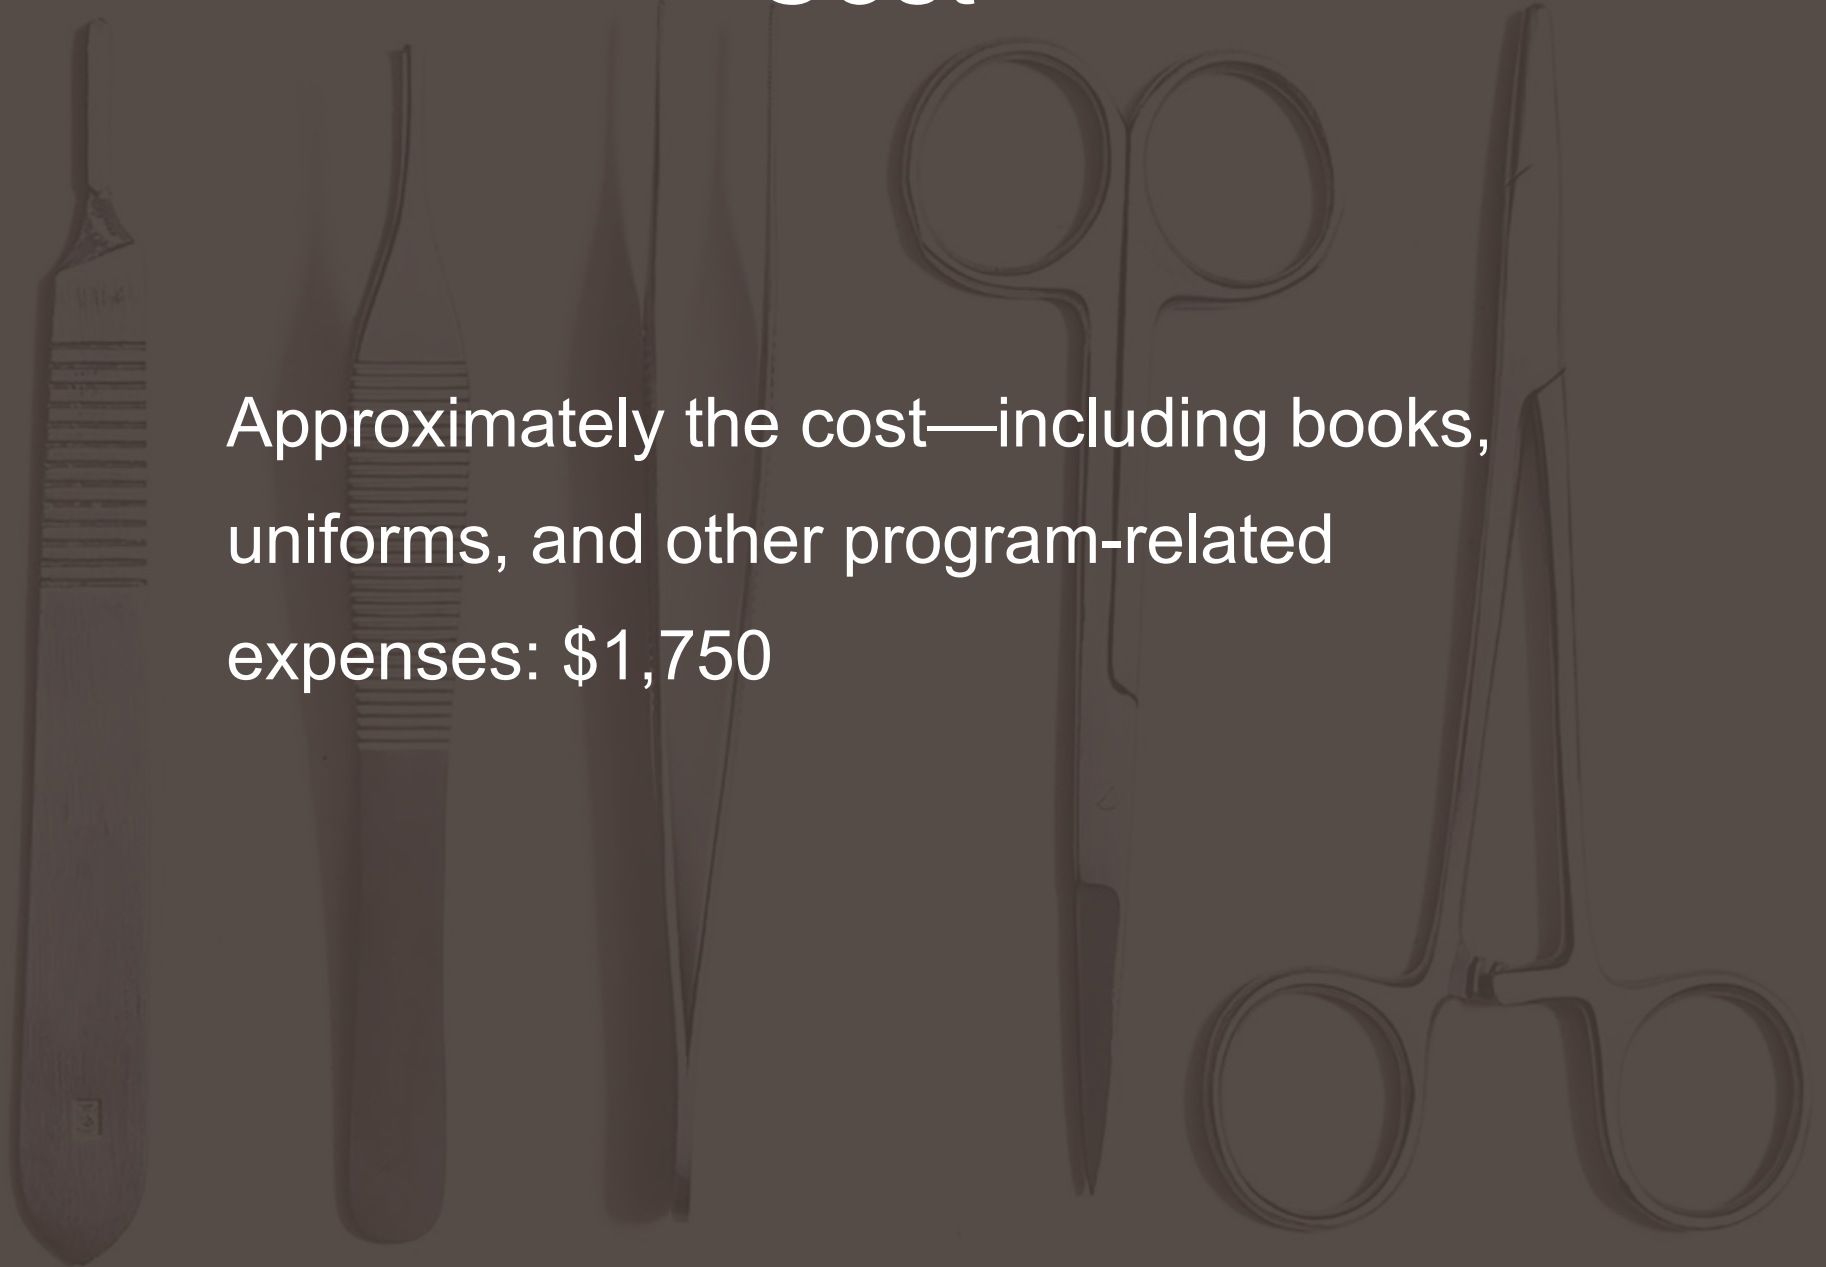 Approximately the cost—including books,
uniforms, and other program-related
expenses: $1,750